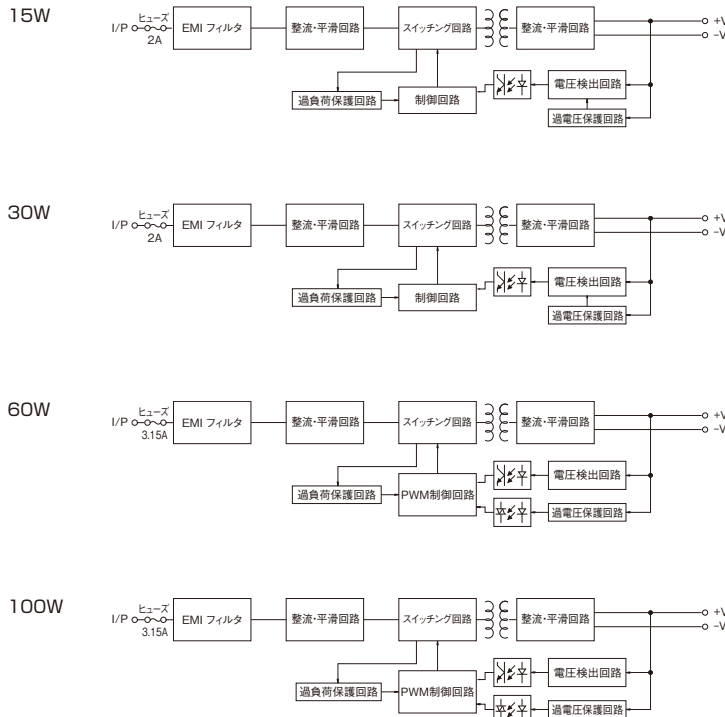 15W
I/P
ヒューズ
2A
EMI フィルタ
整流・平滑回路
スイッチング回路
整流・平滑回路
+V
-V
過負荷保護回路
制御回路
電圧検出回路
過電圧保護回路
30W
I/P
ヒューズ
2A
EMI フィルタ
整流・平滑回路
スイッチング回路
整流・平滑回路
+V
-V
過負荷保護回路
制御回路
電圧検出回路
過電圧保護回路
60W
I/P
ヒューズ
3.15A
EMI フィルタ
整流・平滑回路
スイッチング回路
整流・平滑回路
+V
-V
過負荷保護回路
PWM制御回路
電圧検出回路
過電圧保護回路
100W
I/P
ヒューズ
3.15A
EMI フィルタ
整流・平滑回路
スイッチング回路
整流・平滑回路
+V
-V
過負荷保護回路
PWM制御回路
電圧検出回路
過電圧保護回路